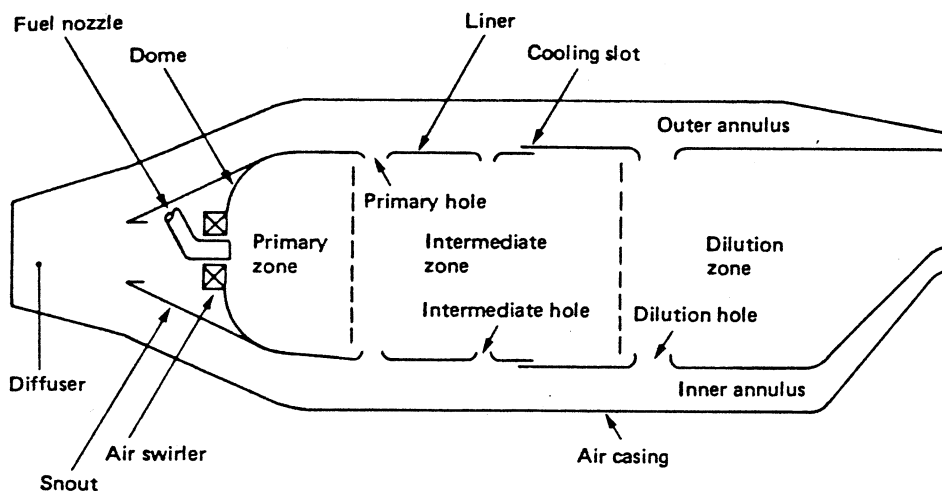 Fuel nozzle
Liner
Dome
Cooling slot
Outer annulus
Primary hole
Primary
zone
Intermediate
zone
Dilution
zone
Intermediate hole
Dilution hole
Diffuser
Inner annulus
Air swirler
Air casing
Snout